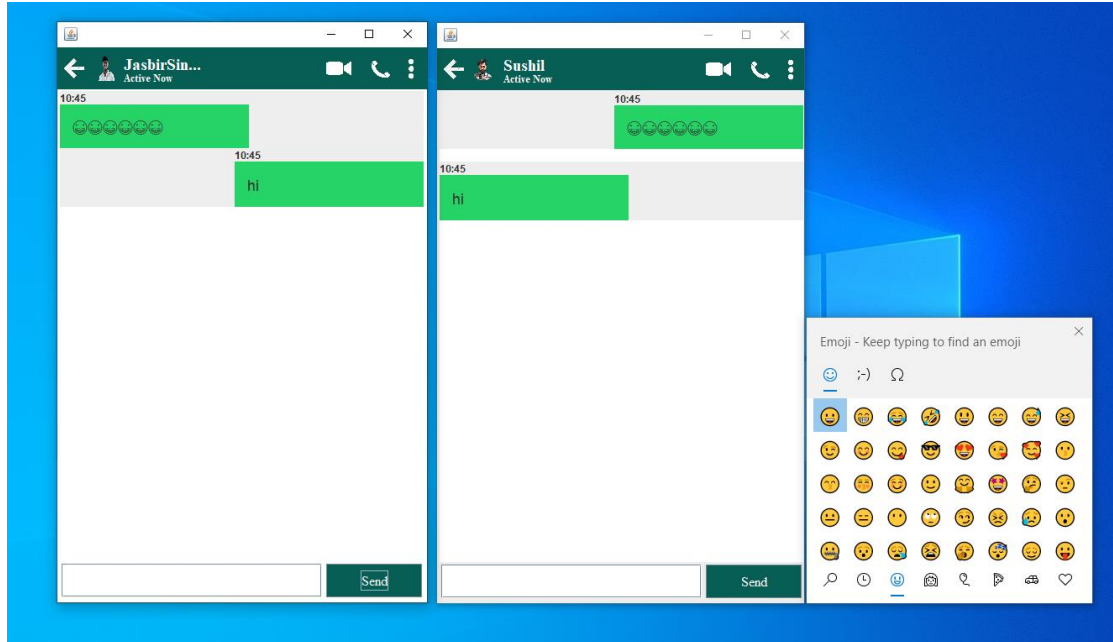 JasbirSin...
Active Now
10:45
☺☺☺☺☺☺
10:45
hi
Send
Sushil
Active Now
10:45
☺☺☺☺☺☺
10:45
hi
Send
Emoji - Keep typing to find an emoji
;-) Ω